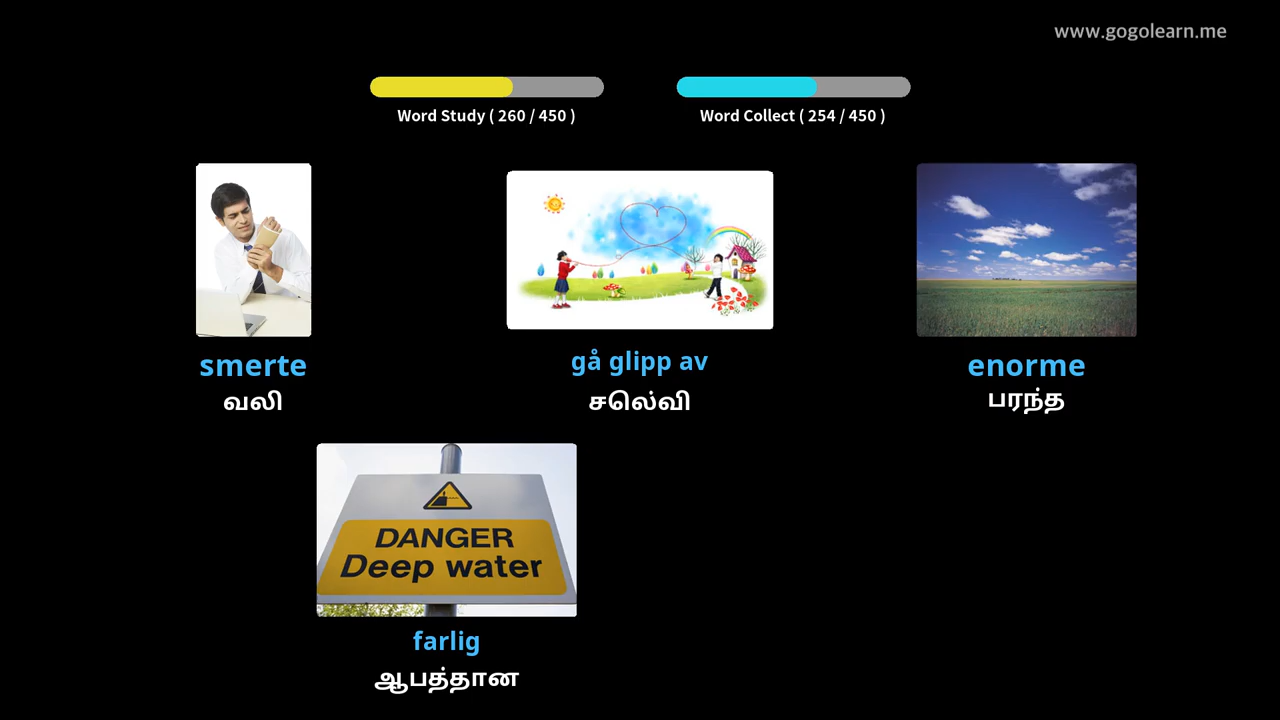 www.gogolearn.me
Word Study ( 260 / 450 )
Word Collect ( 254 / 450 )
smerte
வலி
gå glipp av
சலெ்வி
enorme
பரந்த
DANGER
Deep water
farlig
ஆபத்தான